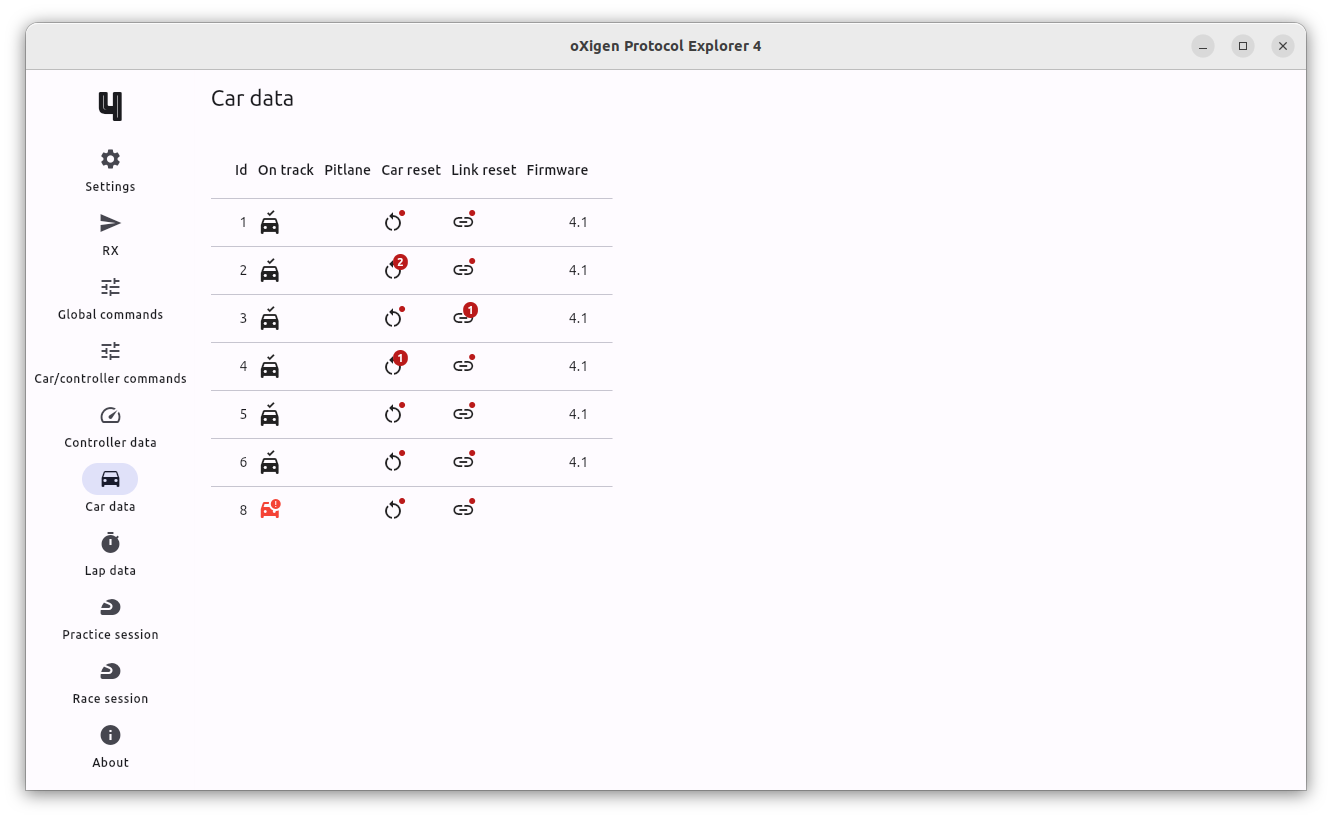 oXigen Protocol Explorer 4
4
Settings
RX
Global commands
Car/controller commands
Controller data
Car data
Lap data
Practice session
Race session
About
Car data
Id On track Pitlane Car reset Link reset Firmware
1 4.1
2 2 4.1
3 1 4.1
4 1 4.1
5 4.1
6 4.1
8